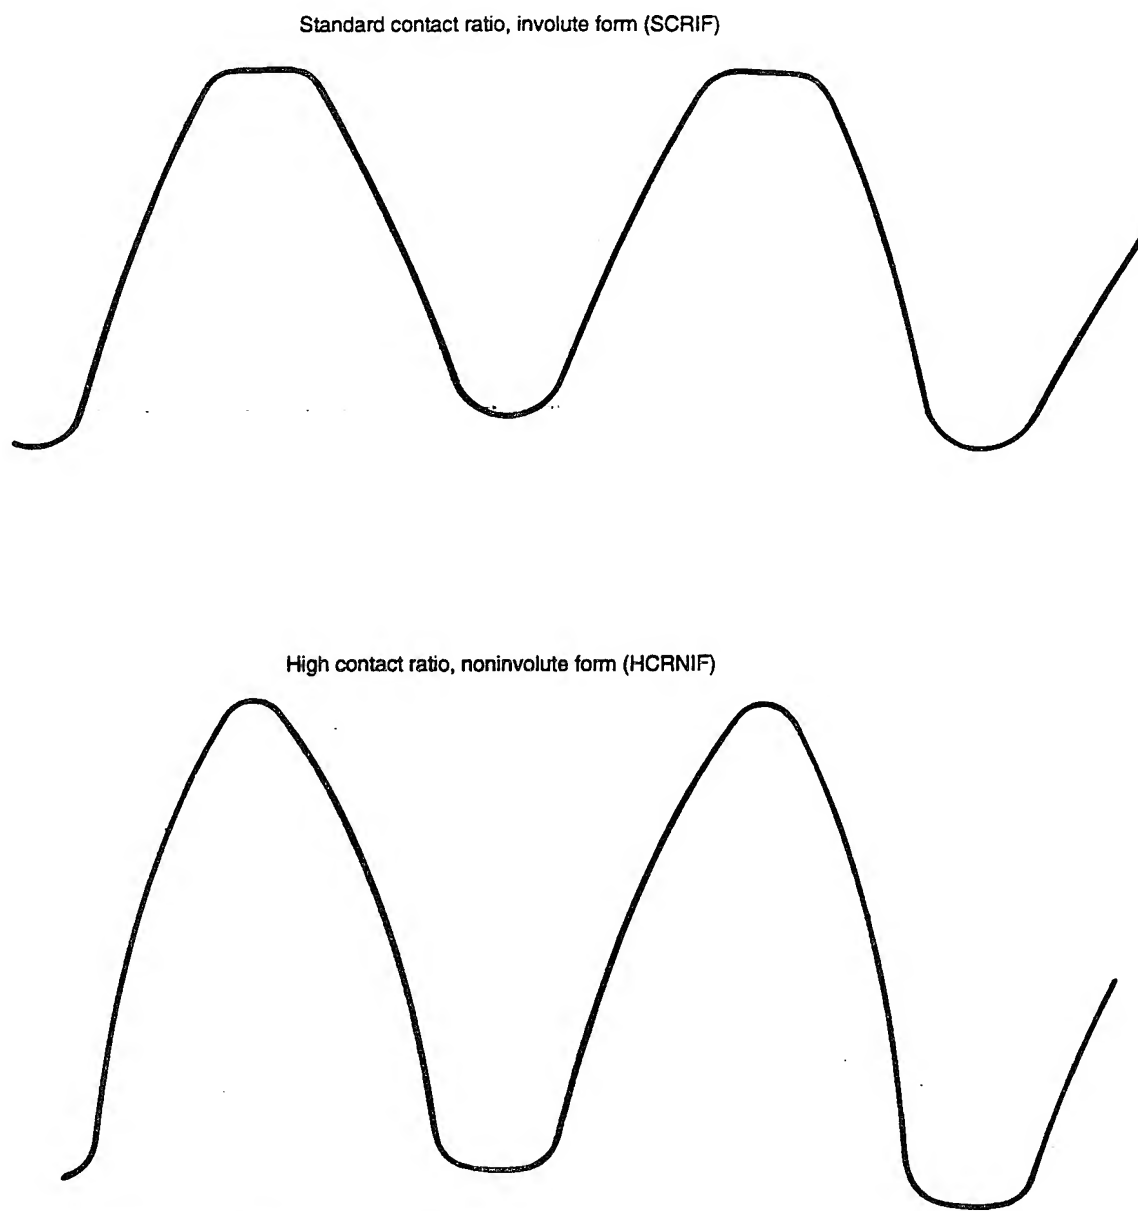 Standard contact ratio, involute form (SCRIF)
High contact ratio, noninvolute form (HCRNIF)